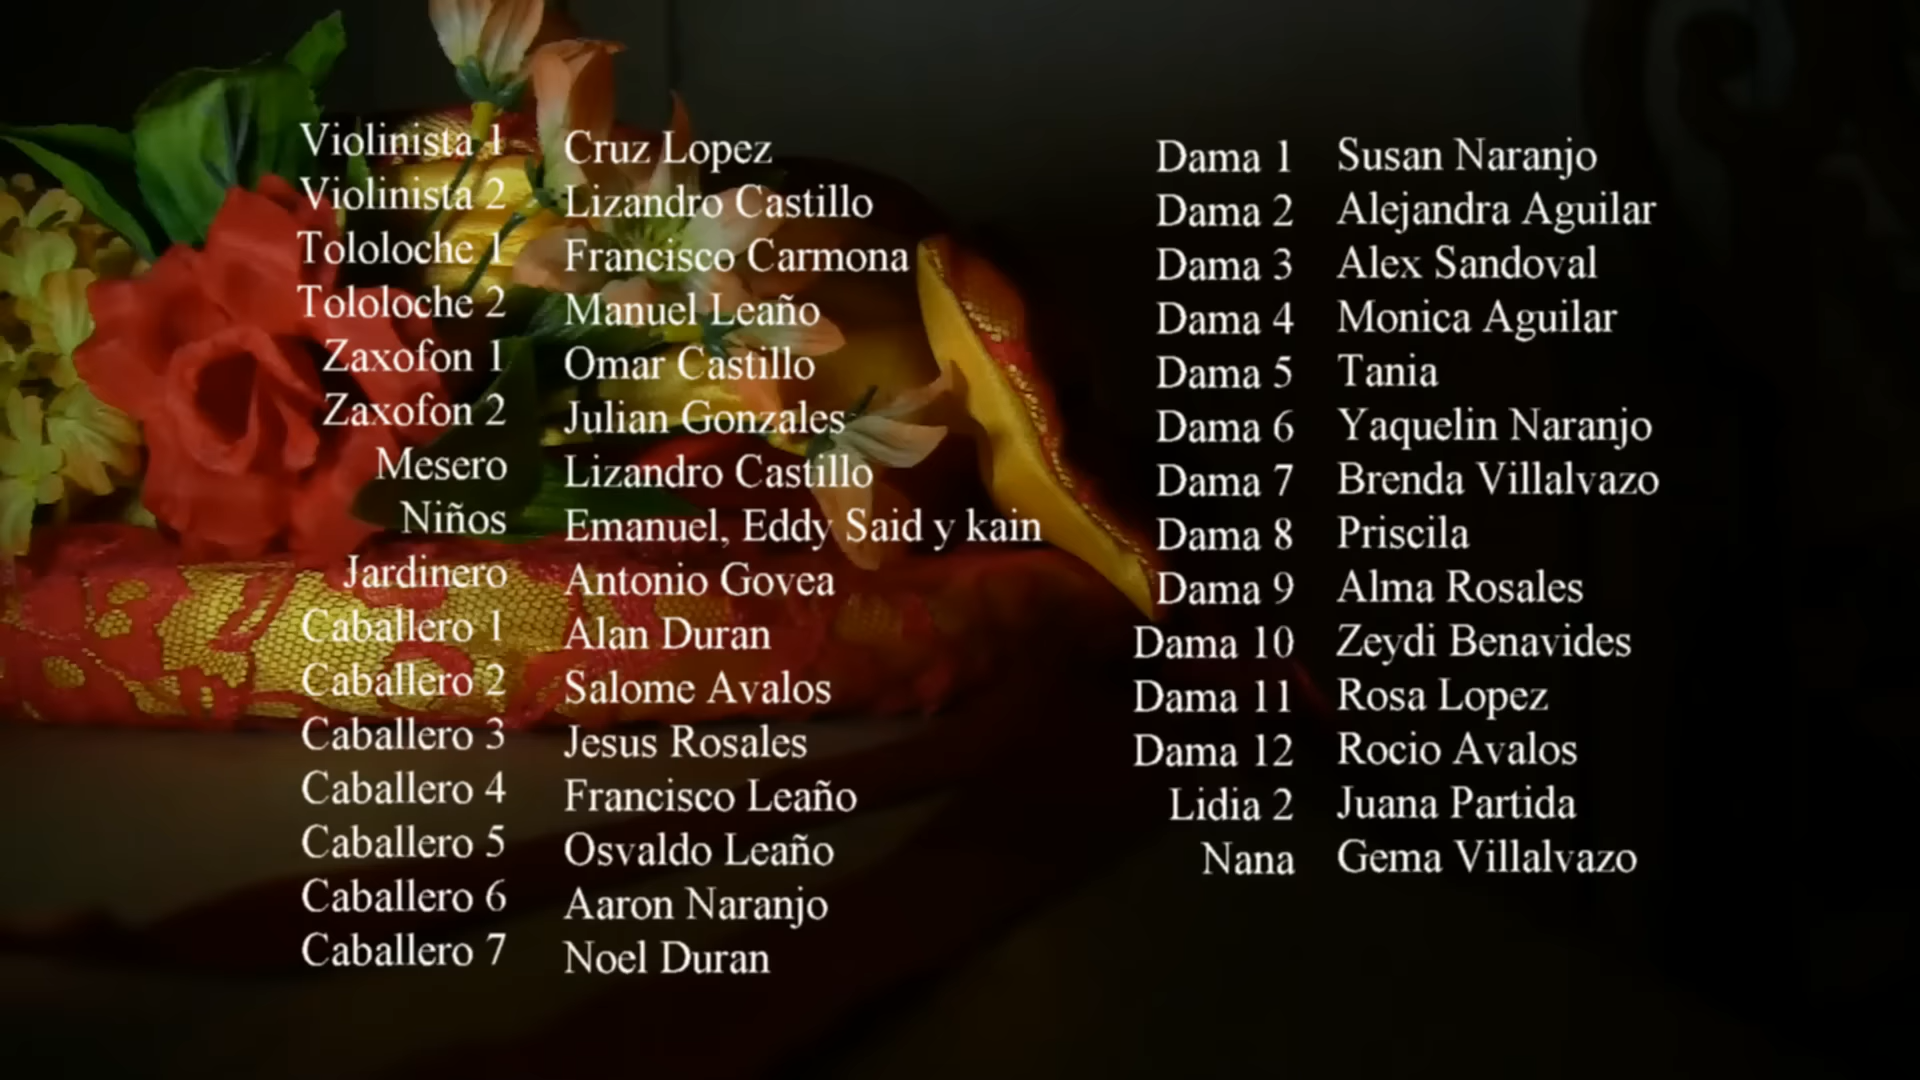 Violinista 1 Cruz Lopez
Violinista 2 Lizandro Castillo
Tololoche 1 Francisco Carmona
Tololoche 2 Manuel Leaño
Zaxofon 1 Omar Castillo
Zaxofon 2 Julian Gonzales
Mesero Lizandro Castillo
Niños Emanuel, Eddy Said y kain
Jardinero Antonio Govea
Caballero 1 Alan Duran
Caballero 2 Salome Avalos
Caballero 3 Jesus Rosales
Caballero 4 Francisco Leaño
Caballero 5 Osvaldo Leaño
Caballero 6 Aaron Naranjo
Caballero 7 Noel Duran
Dama 1 Susan Naranjo
Dama 2 Alejandra Aguilar
Dama 3 Alex Sandoval
Dama 4 Monica Aguilar
Dama 5 Tania
Dama 6 Yaquelin Naranjo
Dama 7 Brenda Villalvazo
Dama 8 Priscila
Dama 9 Alma Rosales
Dama 10 Zeydi Benavides
Dama 11 Rosa Lopez
Dama 12 Rocio Avalos
Lidia 2 Juana Partida
Nana Gema Villalvazo